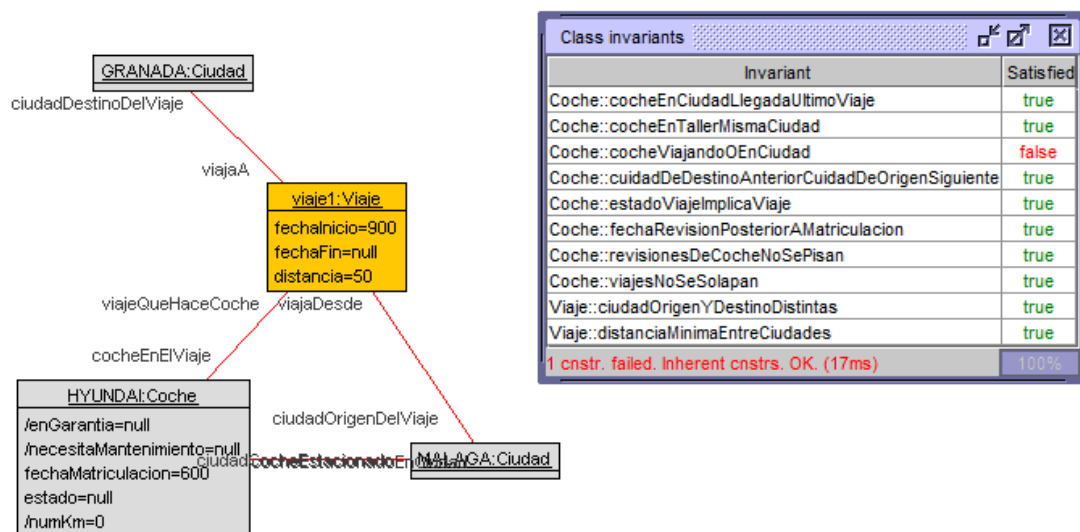 GRANADA:Ciudad
ciudadDestinoDelViaje
viajaA
viaje1:Viaje
fechaInicio=900
fechaFin=null
distancia=50
viajeQueHaceCoche
viajaDesde
cocheEnElViaje
HYUNDAI:Coche
/enGarantia=null
/necesitaMantenimiento=null
fechaMatriculacion=600
estado=null
/numKm=0
ciudadOrigenDelViaje
MALAGA:Ciudad
Class invariants
Invariant Satisfied
Coche::cocheEnCiudadLlegadaUltimoViaje true
Coche::cocheEnTallerMismaCiudad true
Coche::cocheViajandoOEnCiudad false
Coche::cuidadDeDestinoAnteriorCuidadDeOrigenSiguiente true
Coche::estadoViajeImplicaViaje true
Coche::fechaRevisionPosteriorAMatriculacion true
Coche::revisionesDeCocheNoSePisan true
Coche::viajesNoSeSolapan true
Viaje::ciudadOrigenYDestinoDistintas true
Viaje::distanciaMinimaEntreCiudades true
1 cnstr. failed. Inherent cnstrs. OK. (17ms) 100%